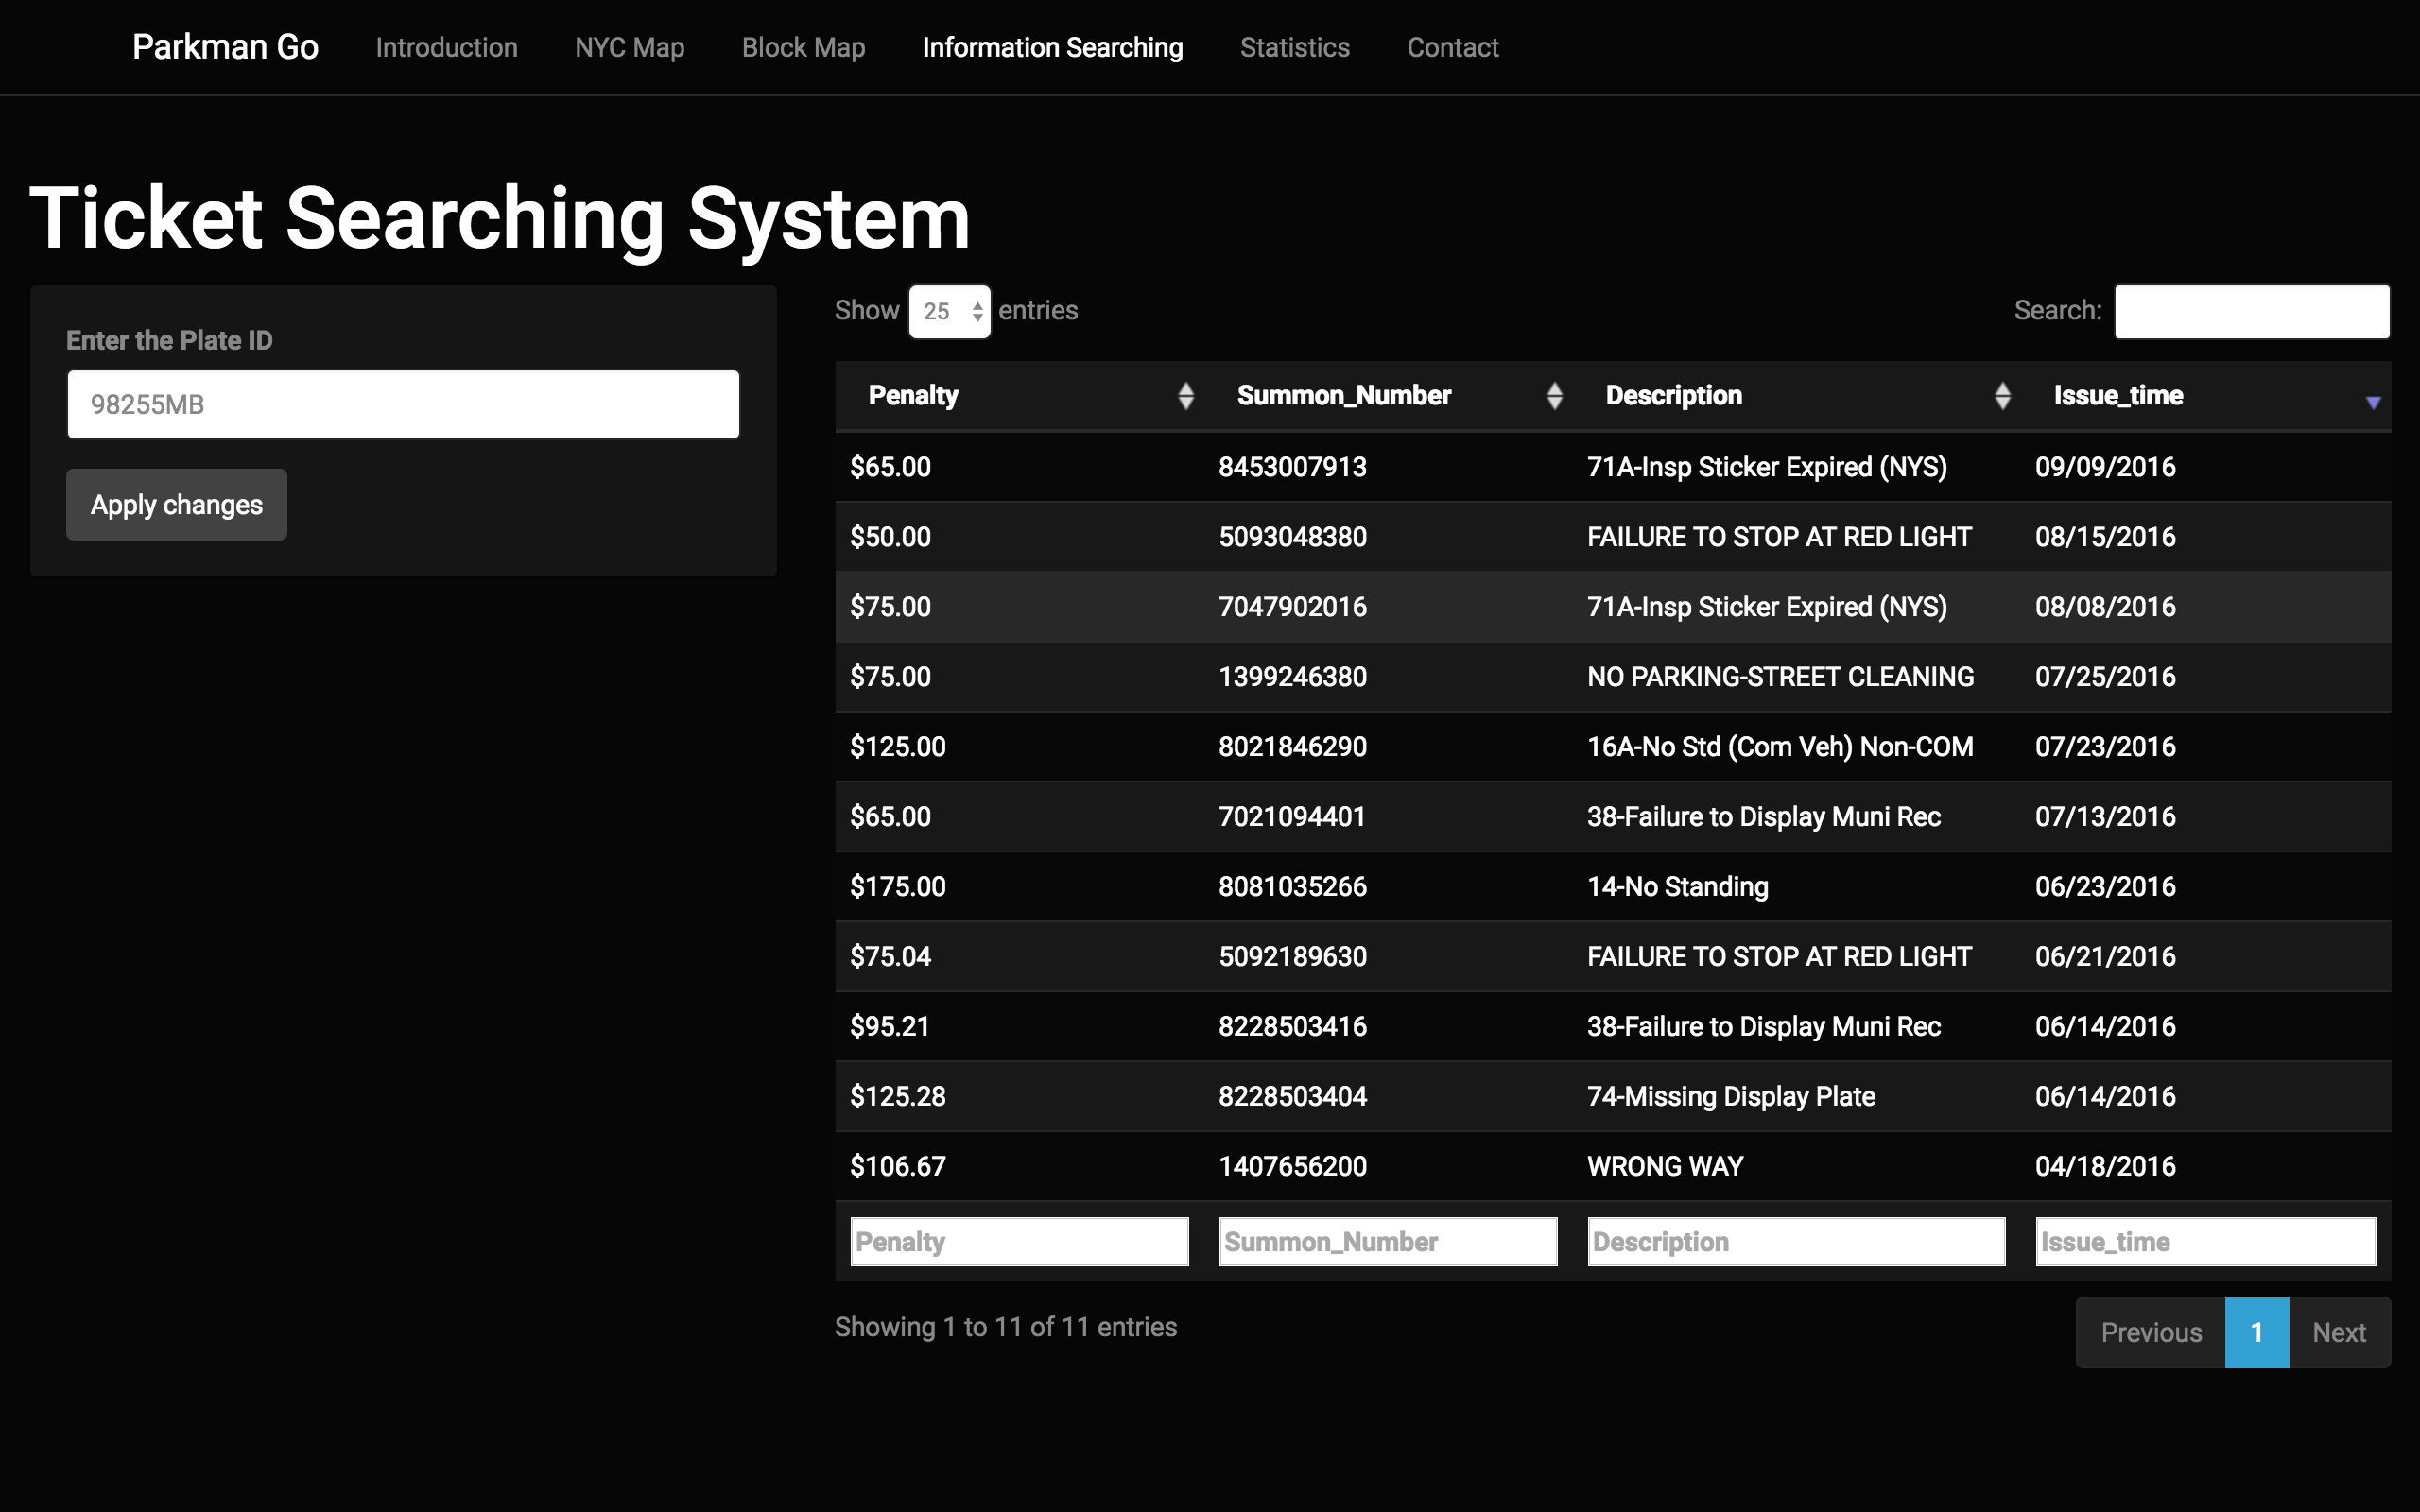 Parkman Go Introduction NYC Map Block Map Information Searching Statistics Contact
Ticket Searching System
Enter the Plate ID
98255MB
Apply changes
Show 25 entries Search:
Penalty Summon_Number Description Issue_time
$65.00 8453007913 71A-Insp Sticker Expired (NYS) 09/09/2016
$50.00 5093048380 FAILURE TO STOP AT RED LIGHT 08/15/2016
$75.00 7047902016 71A-Insp Sticker Expired (NYS) 08/08/2016
$75.00 1399246380 NO PARKING-STREET CLEANING 07/25/2016
$125.00 8021846290 16A-No Std (Com Veh) Non-COM 07/23/2016
$65.00 7021094401 38-Failure to Display Muni Rec 07/13/2016
$175.00 8081035266 14-No Standing 06/23/2016
$75.04 5092189630 FAILURE TO STOP AT RED LIGHT 06/21/2016
$95.21 8228503416 38-Failure to Display Muni Rec 06/14/2016
$125.28 8228503404 74-Missing Display Plate 06/14/2016
$106.67 1407656200 WRONG WAY 04/18/2016
Penalty Summon_Number Description Issue_time
Showing 1 to 11 of 11 entries Previous 1 Next